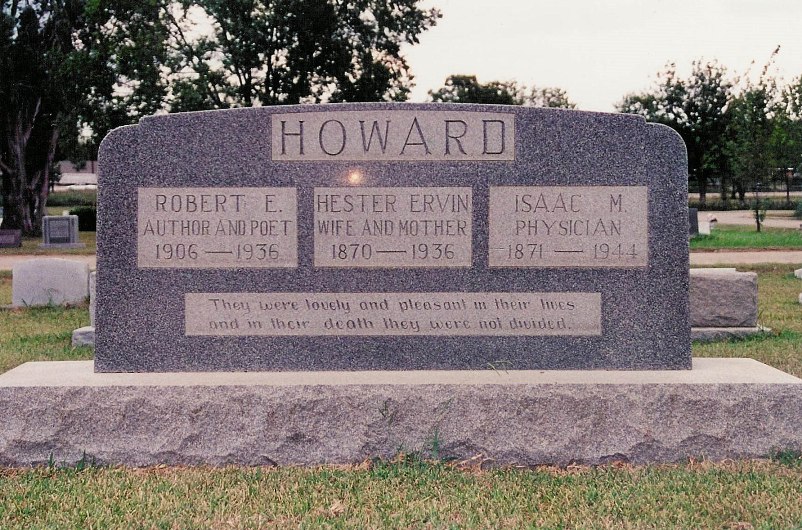 HOWARD
ROBERT E.
AUTHOR AND POET
1906 — 1936
HESTER ERVIN
WIFE AND MOTHER
1870 — 1936
ISAAC M.
PHYSICIAN
1871 — 1944
They were lovely and pleasant in their lives
and in their death they were not divided.